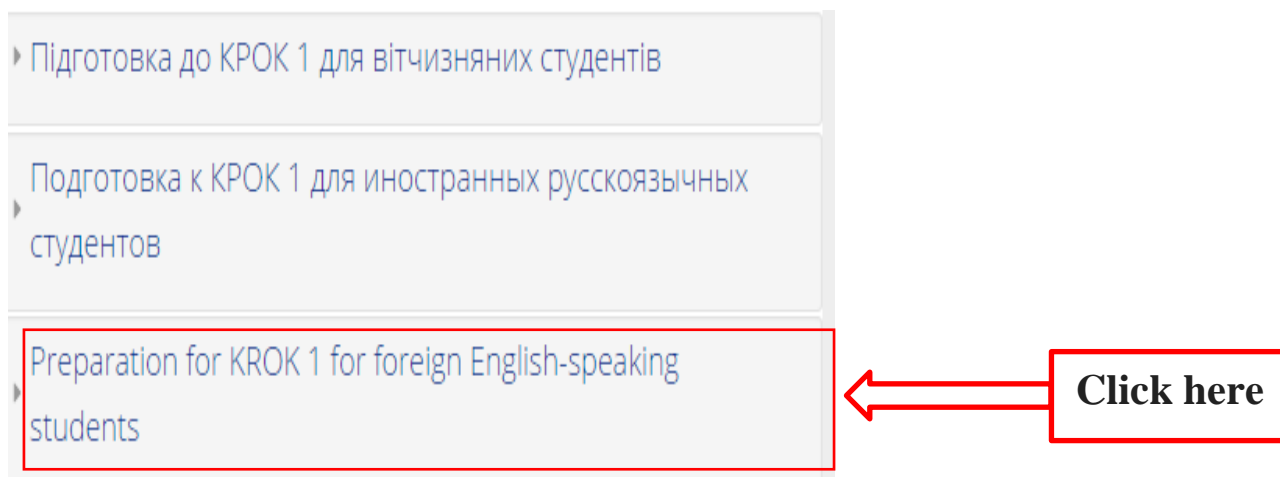 Підготовка до КРОК 1 для вітчизняних студентів
Подготовка к КРОК 1 для иностранных русскоязычных
студентов
Preparation for KROK 1 for foreign English-speaking
students
Click here